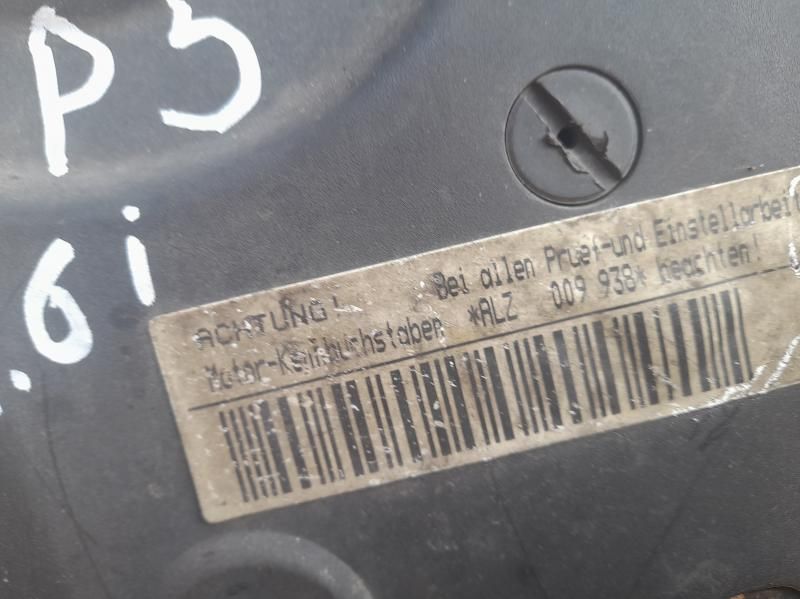 P5
.6i
ACHTUNG! Bei allen Pruef-und Einstellarbeit
Motor-Kennbuchstaben *ALZ 009 938* beachten!